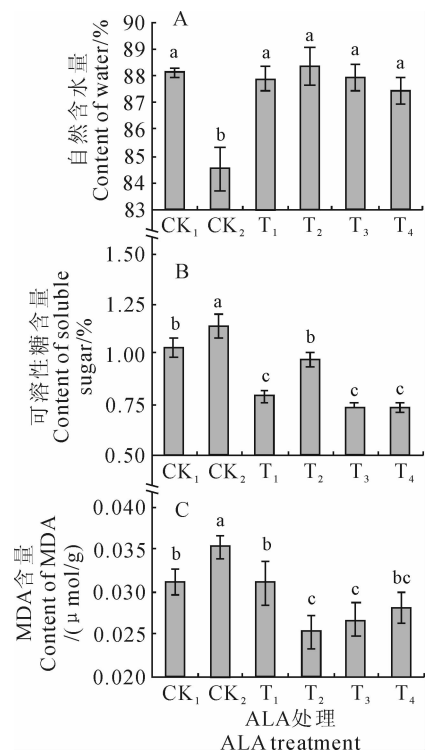 A
90
89
88
88
86
85
84
83
自然含水量
Content of water/%
a
b
a
a
a
a
CK₁ CK₂ T₁ T₂ T₃ T₄
B
1.50
1.25
1.00
0.75
0.50
可溶性糖含量
Content of soluble
sugar/%
b
a
c
b
c
c
CK₁ CK₂ T₁ T₂ T₃ T₄
C
0.040
0.035
0.030
0.025
0.020
MDA含量
Content of MDA
/(μmol/g)
b
a
b
c
c
bc
CK₁ CK₂ T₁ T₂ T₃ T₄
ALA处理
ALA treatment